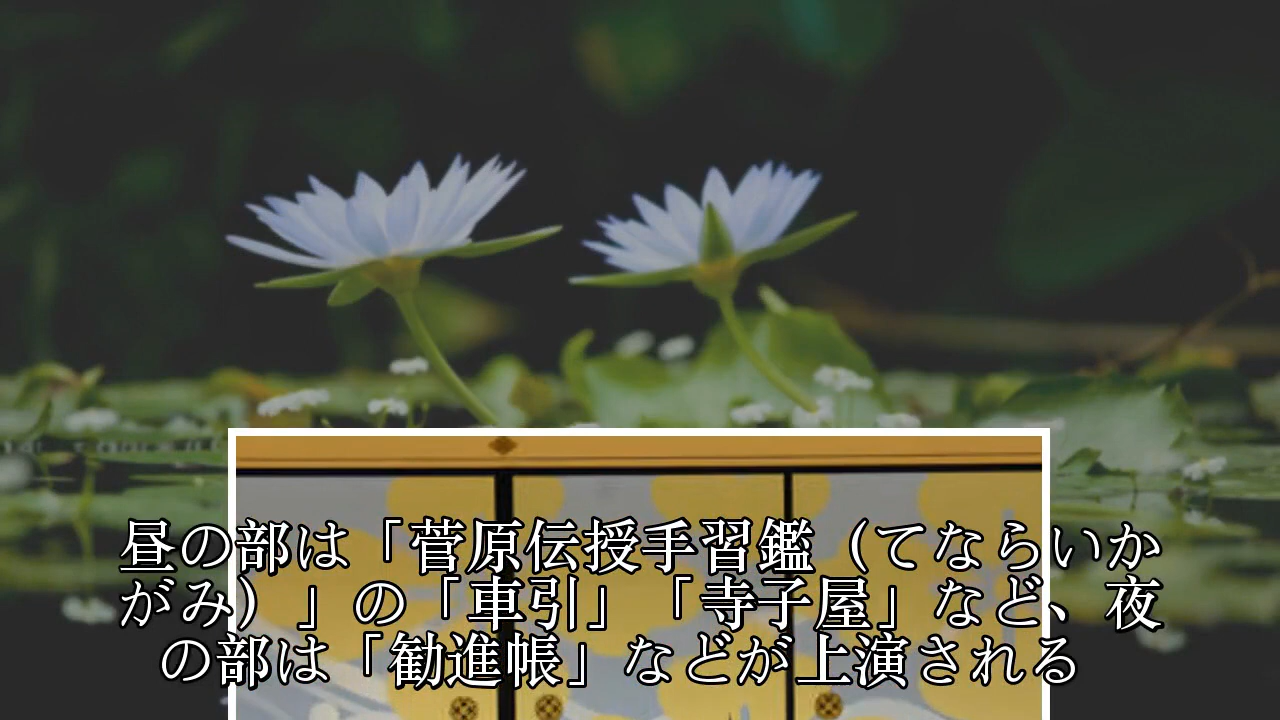 昼の部は「菅原伝授手習鑑（てならいか
がみ）」の「車引」「寺子屋」など、夜
の部は「勧進帳」などが上演される